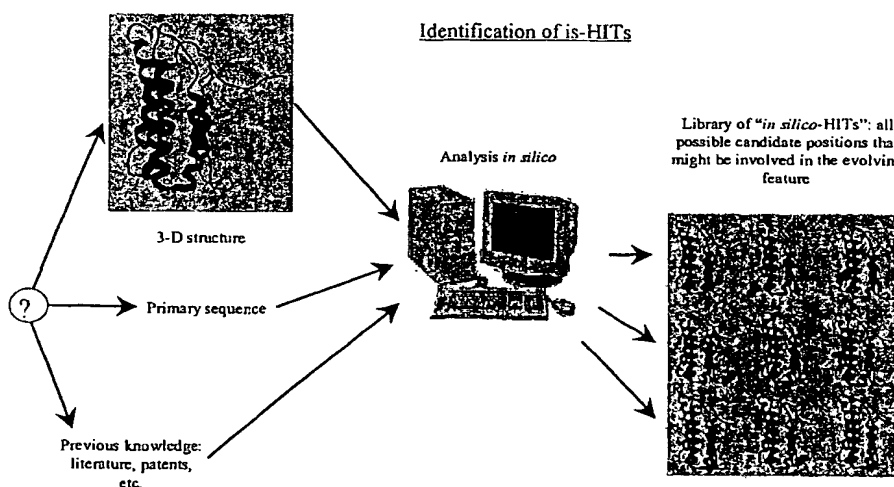 Identification of is-HITs
3-D structure
?
Primary sequence
Previous knowledge:
literature, patents,
etc.
Analysis in silico
Library of "in silico-HITs": all
possible candidate positions tha
might be involved in the evolvin
feature